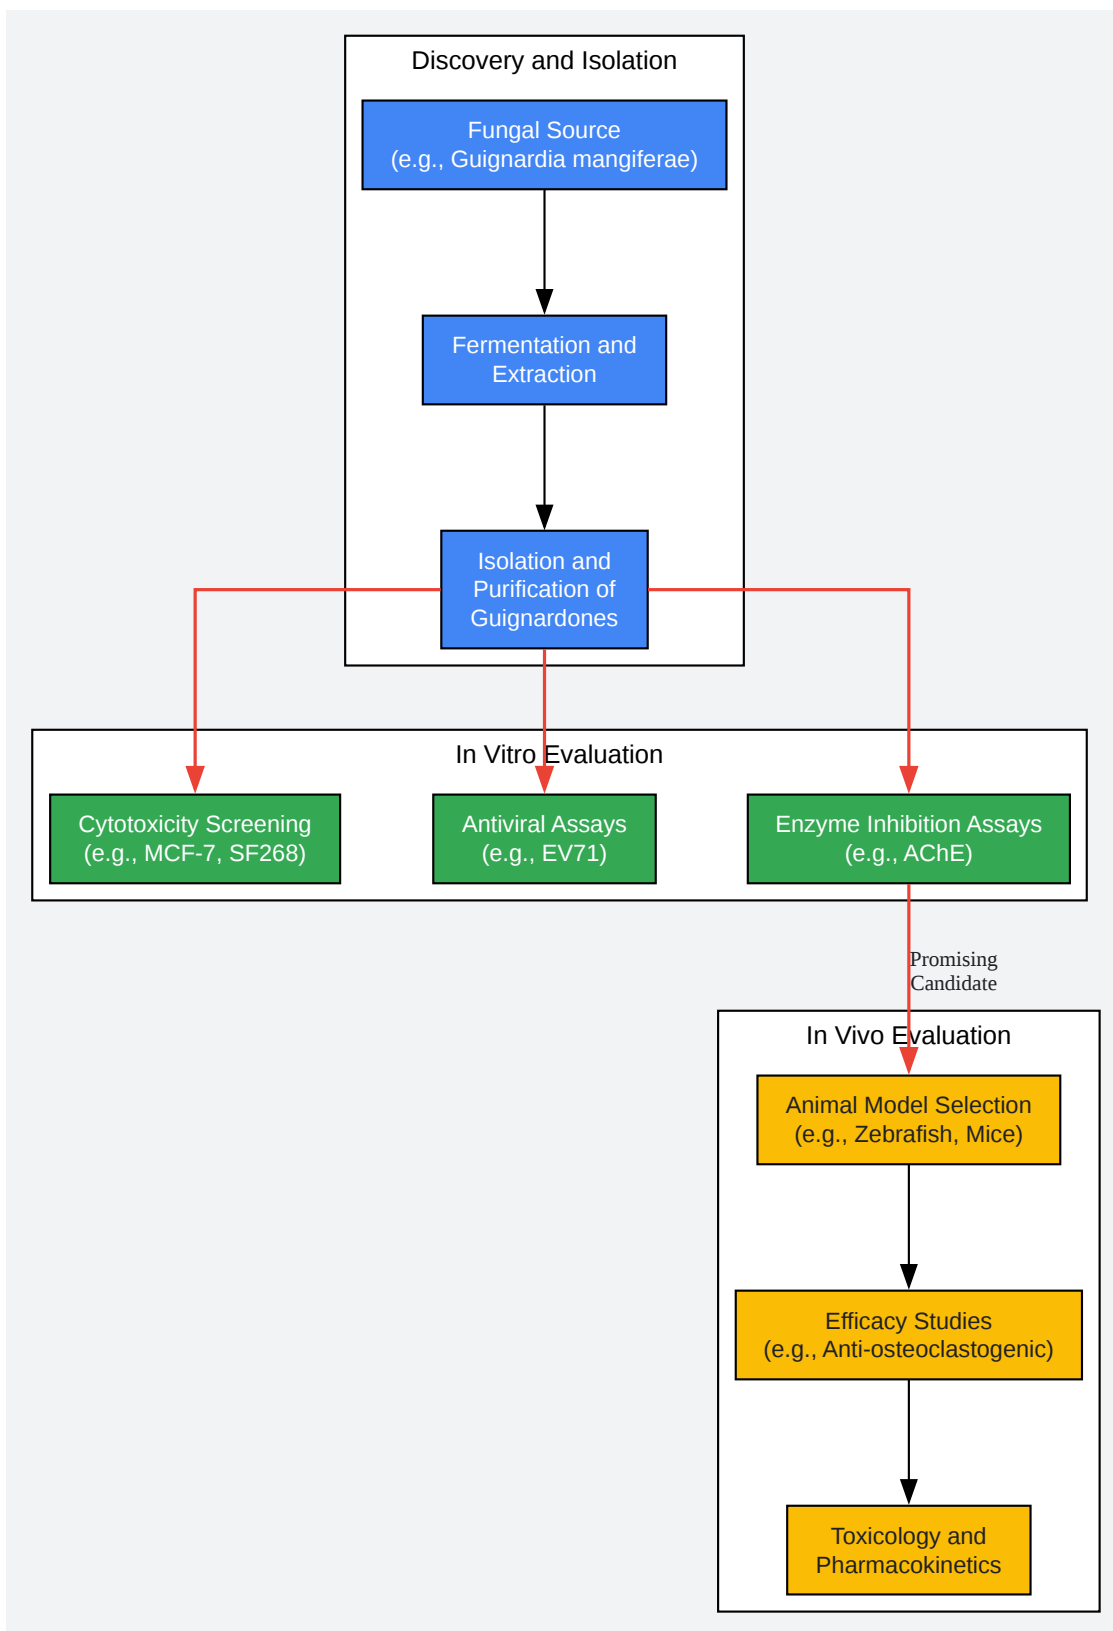 Discovery and Isolation
Fungal Source
(e.g., Guignardia mangiferae)
Fermentation and
Extraction
Isolation and
Purification of
Guignardones
In Vitro Evaluation
Cytotoxicity Screening
(e.g., MCF-7, SF268)
Antiviral Assays
(e.g., EV71)
Enzyme Inhibition Assays
(e.g., AChE)
Promising
Candidate
In Vivo Evaluation
Animal Model Selection
(e.g., Zebrafish, Mice)
Efficacy Studies
(e.g., Anti-osteoclastogenic)
Toxicology and
Pharmacokinetics